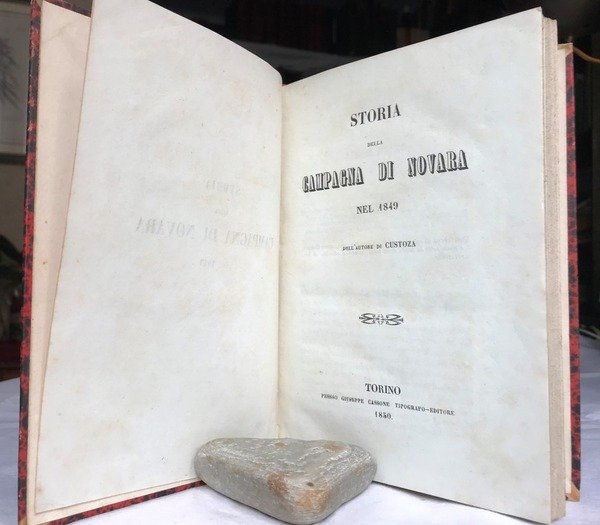 STORIA
DELLA
CAMPAGNA DI NOVARA
NEL 1849
DELL'AUTORE DI CUSTOZA
TORINO
PRESSO GIUSEPPE CASSONE TIPOGRAFO-EDITORE
1850.